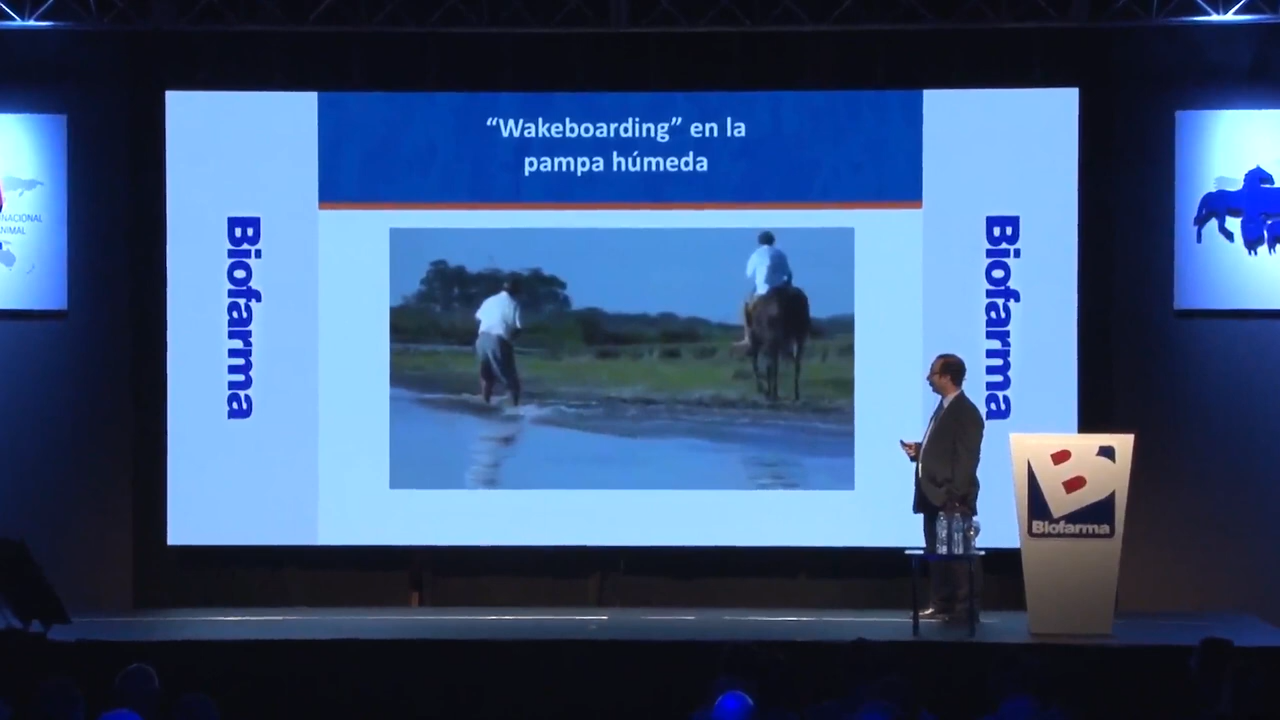 “Wakeboarding” en la
pampa húmeda
Biofarma
Biofarma
NACIONAL
NIMAL
Biofarma